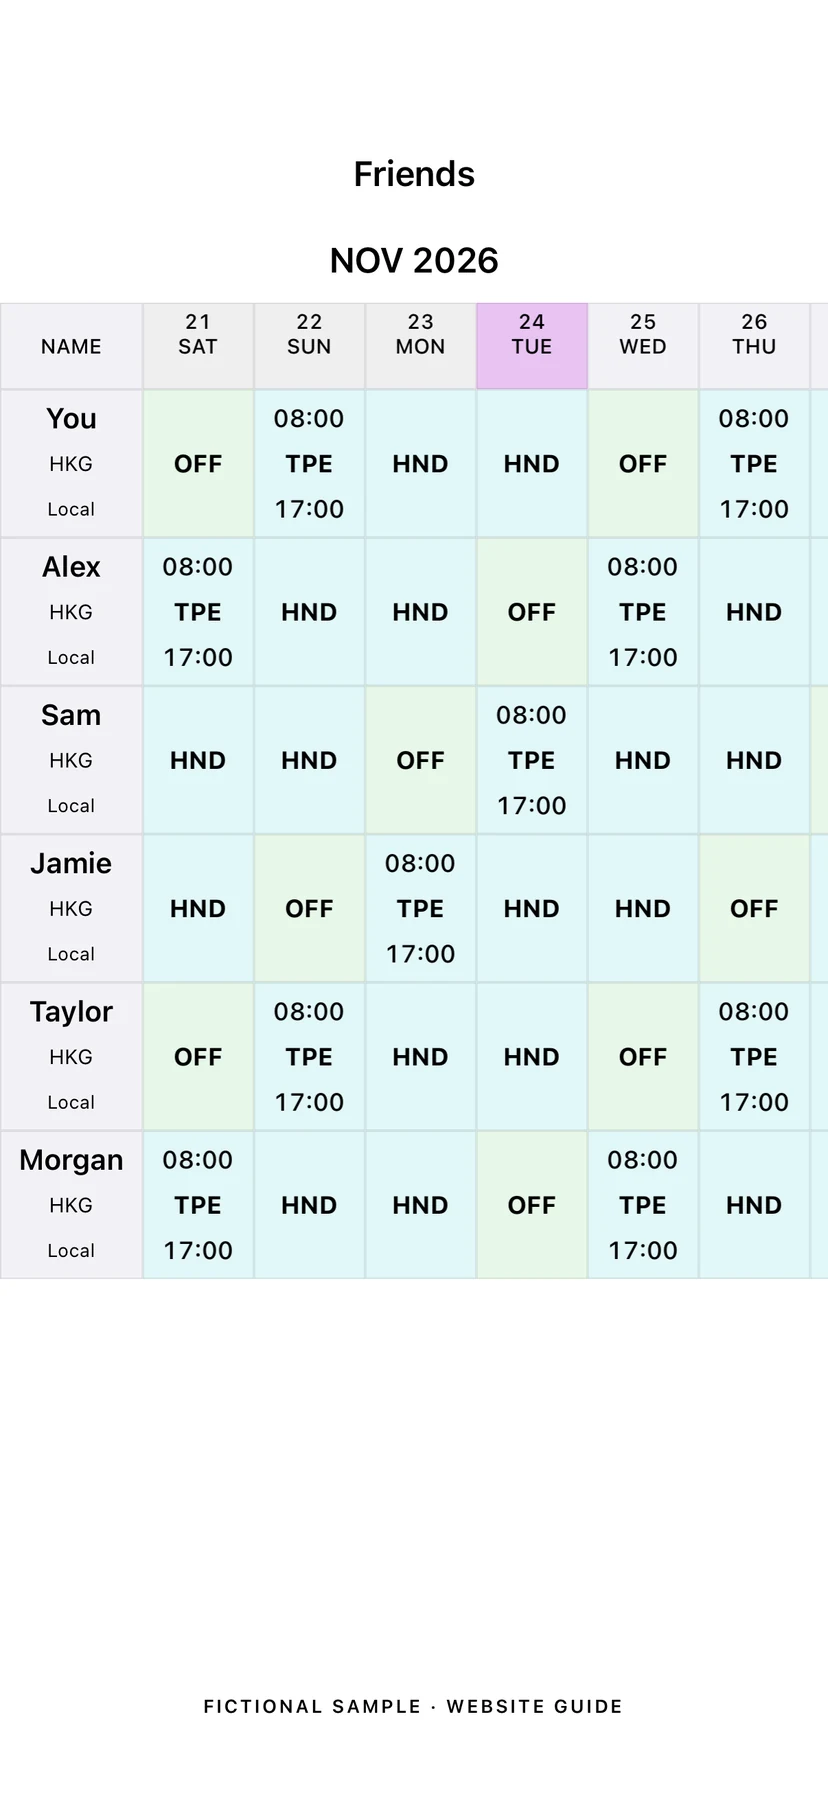 Friends
NOV 2026
NAME
21 SAT
22 SUN
23 MON
24 TUE
25 WED
26 THU
You
HKG
Local
OFF
08:00
TPE
17:00
HND
HND
OFF
08:00
TPE
17:00
Alex
HKG
Local
08:00
TPE
17:00
HND
HND
OFF
08:00
TPE
17:00
HND
Sam
HKG
Local
HND
HND
OFF
08:00
TPE
17:00
HND
HND
Jamie
HKG
Local
HND
OFF
08:00
TPE
17:00
HND
HND
OFF
Taylor
HKG
Local
OFF
08:00
TPE
17:00
HND
HND
OFF
08:00
TPE
17:00
Morgan
HKG
Local
08:00
TPE
17:00
HND
HND
OFF
08:00
TPE
17:00
HND
FICTIONAL SAMPLE · WEBSITE GUIDE